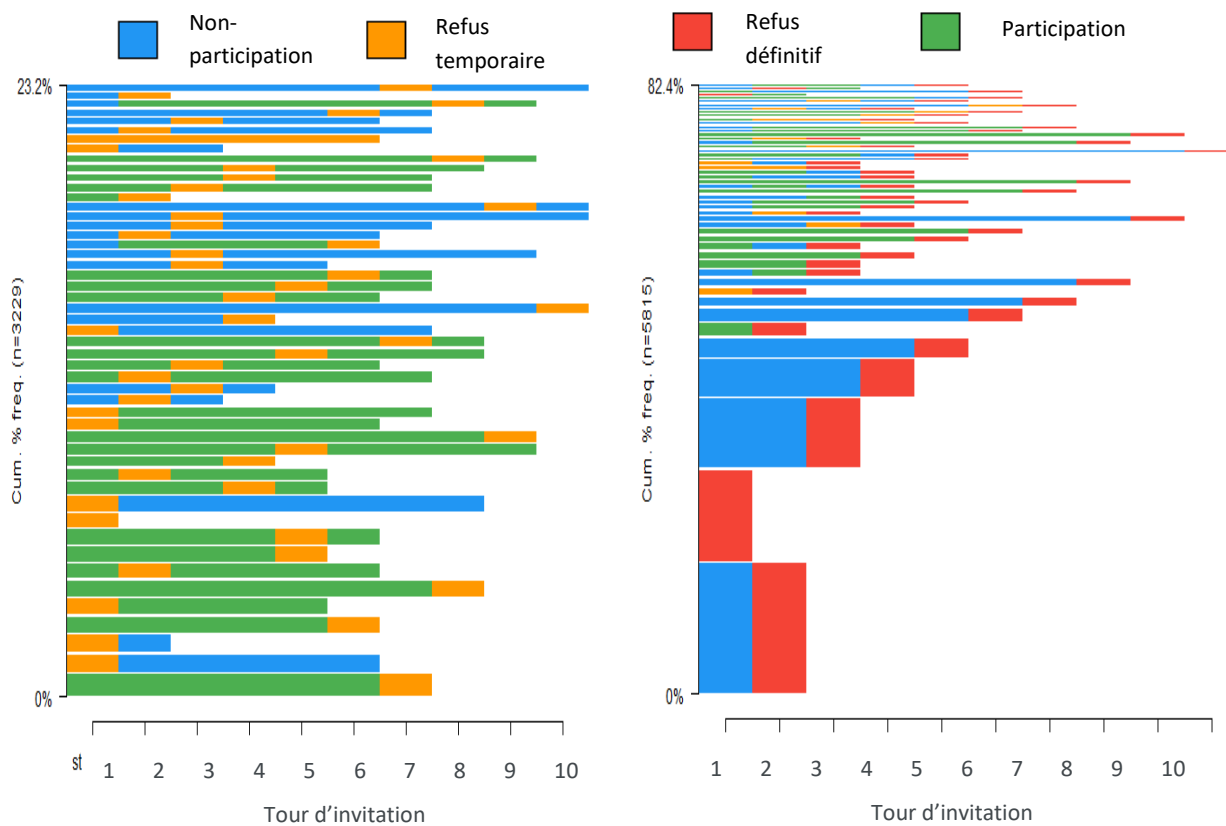 Non-
participation
Refus
temporaire
Refus
définitif
Participation
23.2%
Cum. % freq. (n=3229)
0%
st 1 2 3 4 5 6 7 8 9 10
Tour d’invitation
82.4%
Cum. % freq. (n=5815)
0%
1 2 3 4 5 6 7 8 9 10
Tour d’invitation